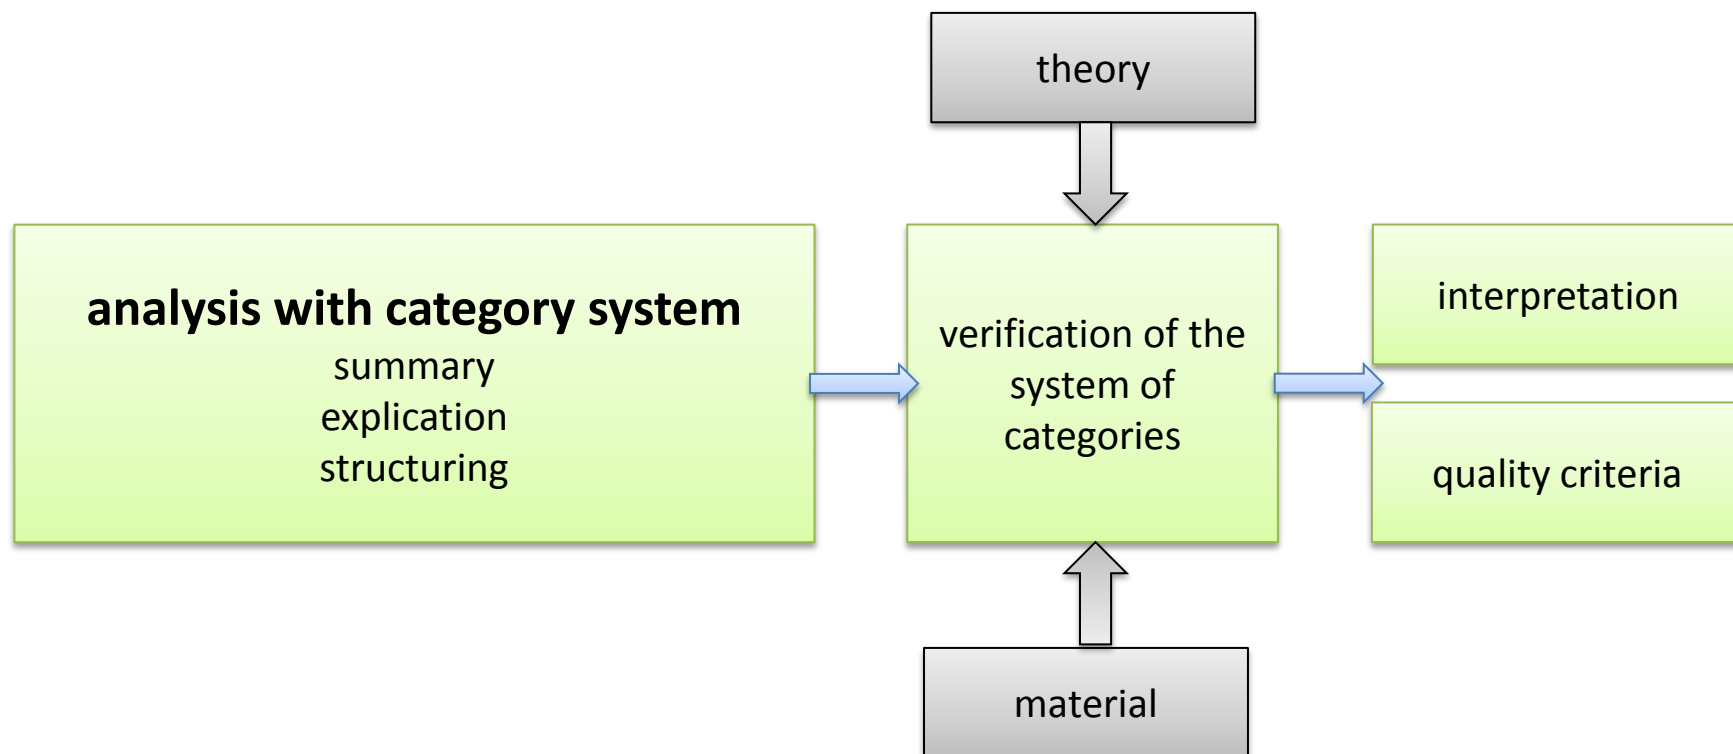 theory
analysis with category system
summary
explication
structuring
verification of the
system of
categories
interpretation
quality criteria
material